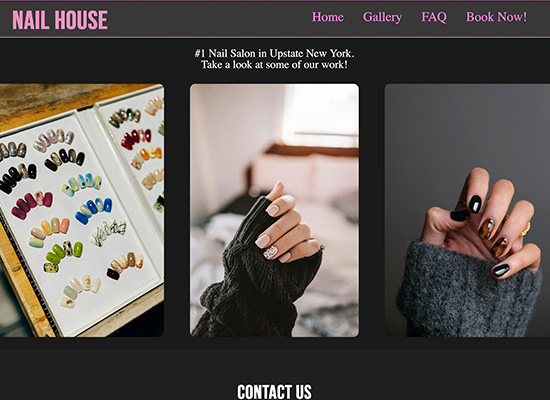 NAIL HOUSE
Home Gallery FAQ Book Now!
#1 Nail Salon in Upstate New York.
Take a look at some of our work!
CONTACT US